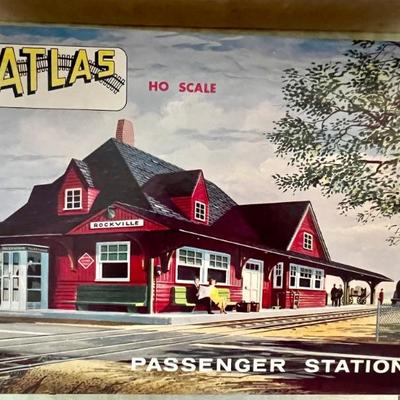 ATLAS
HO SCALE
ROCKVILLE
PASSENGER STATION